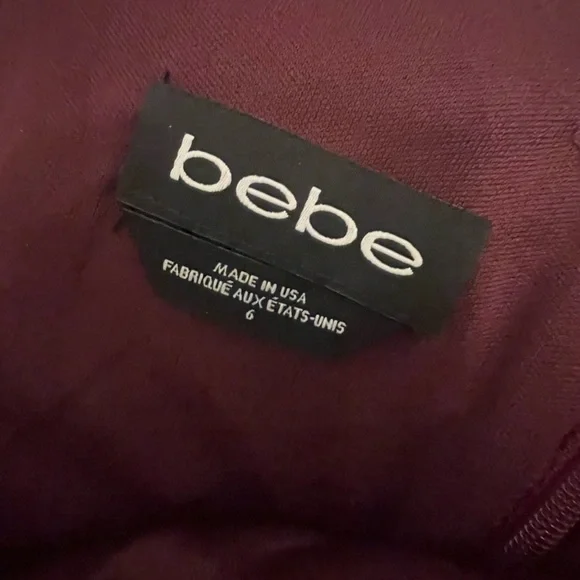 bebe
MADE IN USA
FABRIQUÉ AUX ÉTATS-UNIS
6